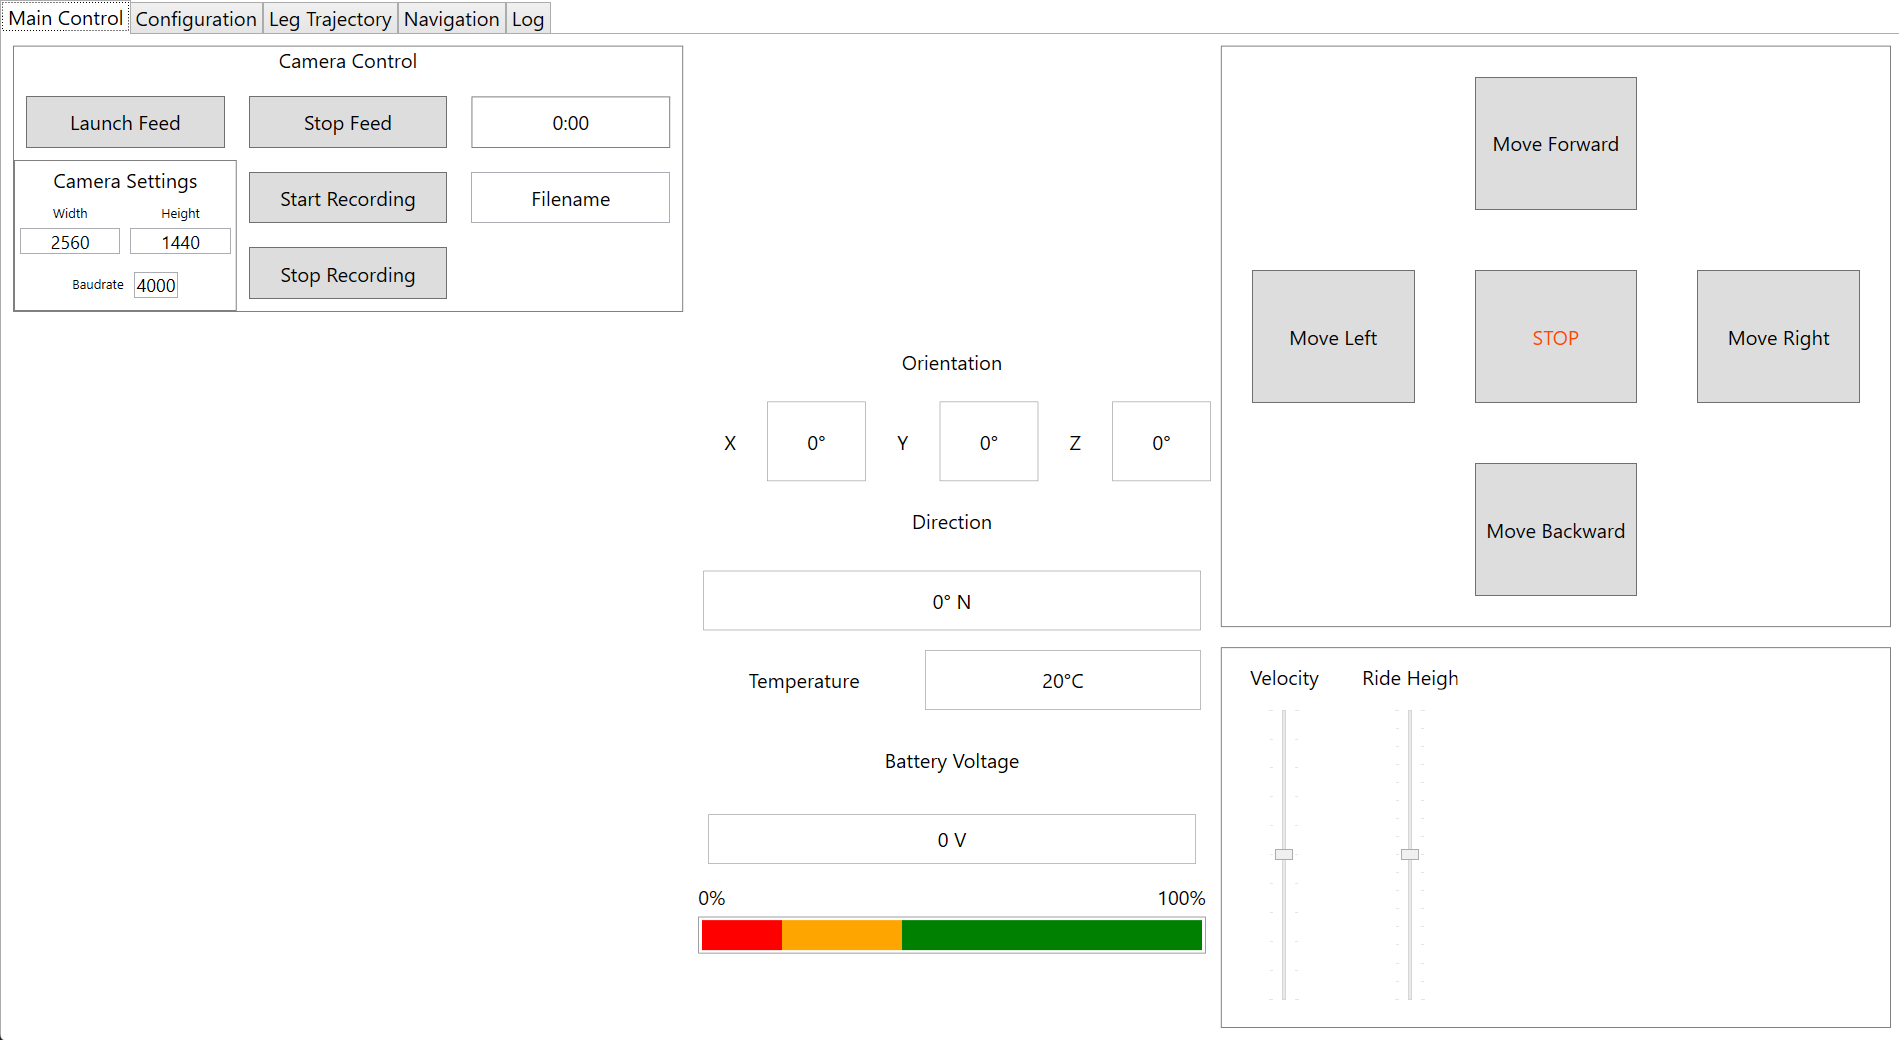 Main Control
Configuration
Leg Trajectory
Navigation
Log
Camera Control
Launch Feed
Stop Feed
0:00
Camera Settings
Width
Height
2560
1440
Baudrate
4000
Start Recording
Filename
Stop Recording
Orientation
X
0°
Y
0°
Z
0°
Direction
0° N
Temperature
20°C
Battery Voltage
0 V
0%
100%
Move Forward
Move Left
STOP
Move Right
Move Backward
Velocity
Ride Heigh